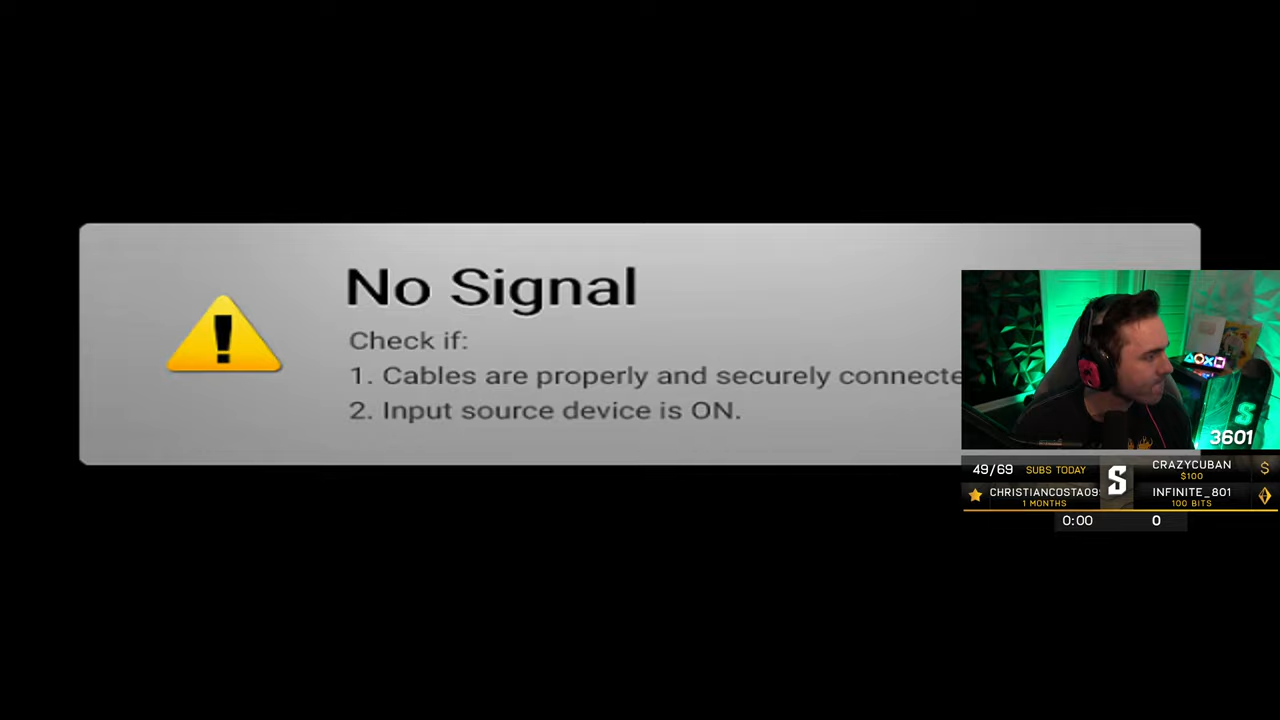 No Signal
Check if:
1. Cables are properly and securely connecte
2. Input source device is ON.
3601
49/69 SUBS TODAY
S
CRAZYCUBAN
$100
$
CHRISTIANCOSTA09
1 MONTHS
INFINITE_801
100 BITS
0:00 0